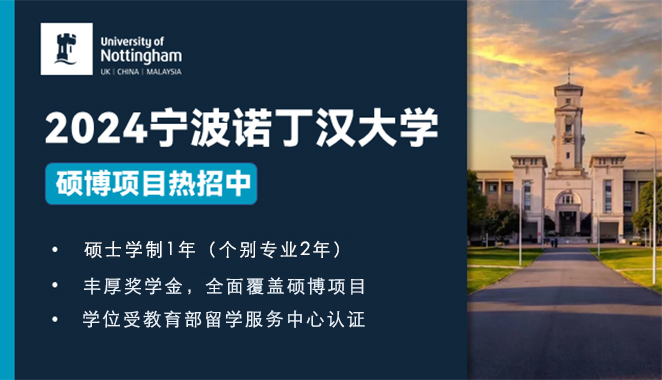 University of
Nottingham
UK | CHINA | MALAYSIA
2024宁波诺丁汉大学
硕博项目热招中
• 硕士学制1年（个别专业2年）
• 丰厚奖学金，全面覆盖硕博项目
• 学位受教育部留学服务中心认证